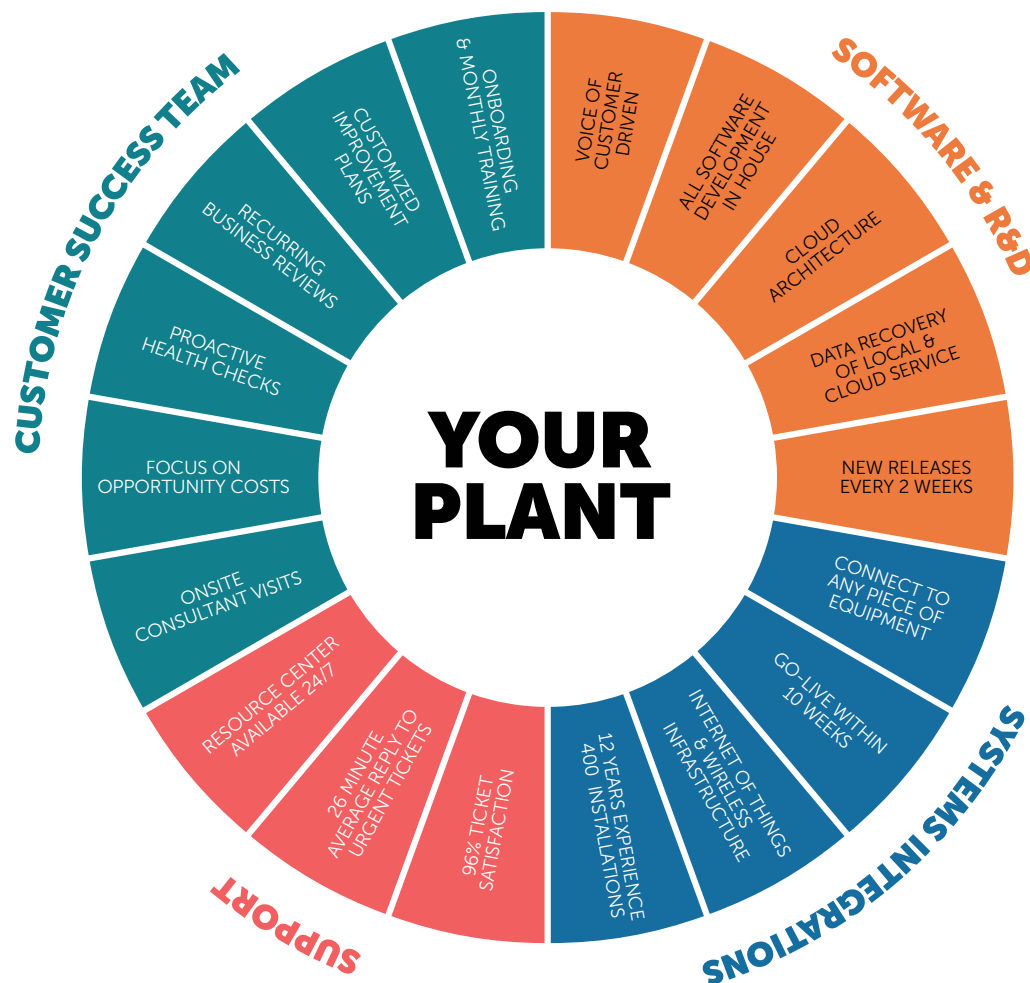 YOUR
PLANT
SOFTWARE & R&D
VOICE OF
CUSTOMER
DRIVEN
ALL SOFTWARE
DEVELOPMENT
IN HOUSE
CLOUD
ARCHITECTURE
DATA RECOVERY
OF LOCAL &
CLOUD SERVICE
NEW RELEASES
EVERY 2 WEEKS
SYSTEMS INTEGRATIONS
CONNECT TO
ANY PIECE OF
EQUIPMENT
GO-LIVE WITHIN
10 WEEKS
INTERNET OF THINGS
& WIRELESS
INFRASTRUCTURE
12 YEARS EXPERIENCE
400 INSTALLATIONS
SUPPORT
96% TICKET
SATISFACTION
26 MINUTE
AVERAGE REPLY TO
URGENT TICKETS
RESOURCE CENTER
AVAILABLE 24/7
CUSTOMER SUCCESS TEAM
ONSITE
CONSULTANT VISITS
FOCUS ON
OPPORTUNITY COSTS
PROACTIVE
HEALTH CHECKS
RECURRING
BUSINESS REVIEWS
CUSTOMIZED
IMPROVEMENT
PLANS
ONBOARDING
& MONTHLY TRAINING